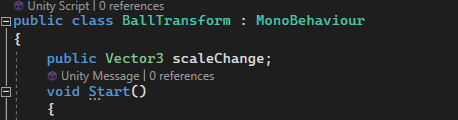 Unity Script | 0 references
public class BallTransform : MonoBehaviour
{
public Vector3 scaleChange;
Unity Message | 0 references
void Start()
{